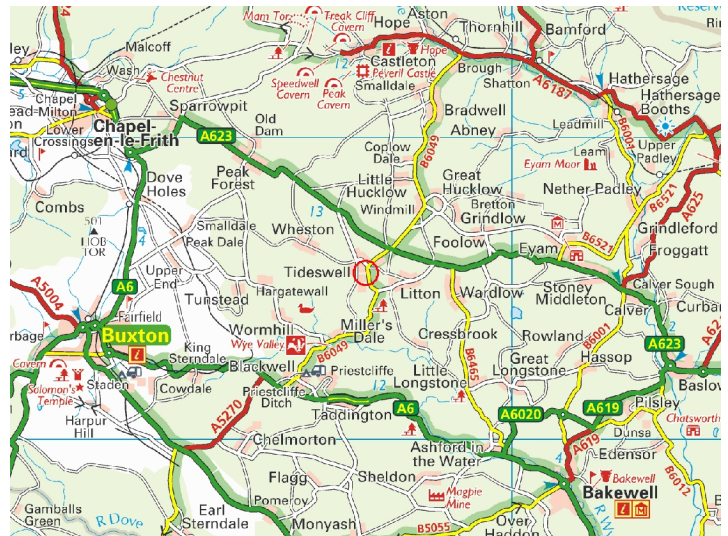 Mam Tor
Treak Cliff
Cavern
Hope
Aston
Thornhill
Bamford
Malcoff
Wash
Chestnut
Centre
12
Castleton
Hope
Peveril Castle
Smalldale
Brough
Shatton
A6187
Hathersage
Hathersage
Booths
Chapel
Milton
Sparrowpit
Speedwell
Cavern
Peak
Cavern
Lower
Crossings
Chapel-
en-le-Frith
A623
Old
Dam
Bradwell
Abney
B6049
Leadmill
B6001
Leam
Upper
Padley
Eyam Moor
Coplow
Dale
Dove
Holes
Peak
Forest
Little
Hucklow
Great
Hucklow
Nether Padley
B6521
A625
Combs
Smalldale
Peak Dale
13
Windmill
Bretton
Grindlow
501
HOB
TOR
4
Wheston
Foolow
Eyam
B6521
Grindleford
Froggatt
A5004
A6
Upper
End
Tideswell
Litton
Wardlow
Stoney
Middleton
Calver Sough
Calver
Fairfield
Tunstead
Hargatewall
Buxton
Wormhill
Wye Valley
Miller's
Dale
B6049
Cressbrook
Rowland
B6001
Hassop
A623
King
Sterndale
Blackwell
Priestcliffe
Little
Longstone
B6465
Great
Longstone
2
Baslow
Cavern
Solomon's
Temple
Staden
Cowdale
Priestcliffe
Ditch
12
Taddington
A6
A6020
A619
Pilsley
Chatsworth
Harpur
Hill
A5270
Chelmorton
A619
Dunsa
Edensor
Ashford in
the Water
4
B6012
Flagg
Sheldon
Bakewell
Bakewell
Gamballs
Green
R Dove
Earl
Sterndale
Pomeroy
Monyash
Magpie
Mine
B5055
Over
Haddon